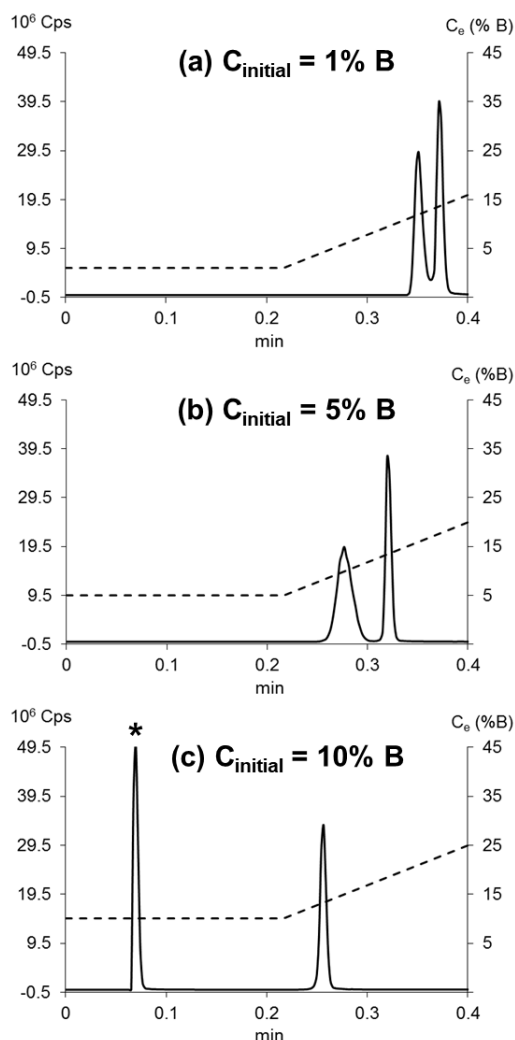 10⁶ Cps
Cₑ (% B)
(a) C_initial = 1% B
49.5
39.5
29.5
19.5
9.5
-0.5
45
35
25
15
5
0 0.1 0.2 0.3 0.4
min
10⁶ Cps
Cₑ (%B)
(b) C_initial = 5% B
49.5
39.5
29.5
19.5
9.5
-0.5
45
35
25
15
5
0 0.1 0.2 0.3 0.4
min
10⁶ Cps
Cₑ (%B)
*
(c) C_initial = 10% B
49.5
39.5
29.5
19.5
9.5
-0.5
45
35
25
15
5
0 0.1 0.2 0.3 0.4
min